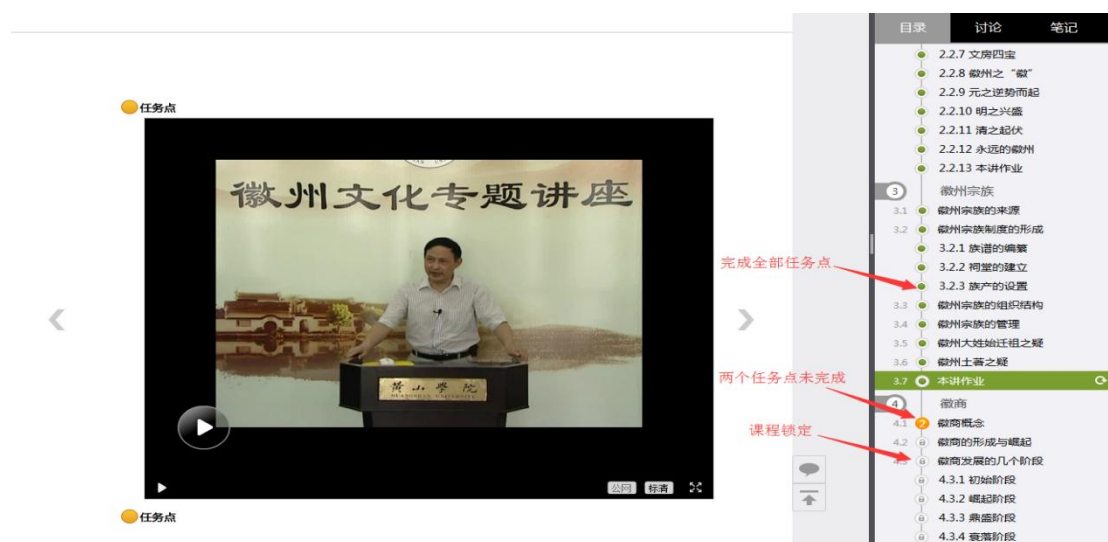 目录 讨论 笔记
2.2.7 文房四宝
2.2.8 徽州之“徽”
2.2.9 元之逆势而起
2.2.10 明之兴盛
2.2.11 清之起伏
2.2.12 永远的徽州
2.2.13 本讲作业
3 徽州宗族
3.1 徽州宗族的来源
3.2 徽州宗族制度的形成
3.2.1 族谱的编纂
3.2.2 祠堂的建立
3.2.3 族产的设置
3.3 徽州宗族的组织结构
3.4 徽州宗族的管理
3.5 徽州大姓始迁祖之疑
3.6 徽州土著之疑
3.7 本讲作业
4 徽商
4.1 2 徽商概念
4.2 徽商的形成与崛起
4.3 徽商发展的几个阶段
4.3.1 初始阶段
4.3.2 崛起阶段
4.3.3 鼎盛阶段
4.3.4 衰落阶段
完成全部任务点
两个任务点未完成
课程锁定
任务点
徽州文化专题讲座
黄山学院
HUANGSHAN UNIVERSITY
公网 标清
任务点